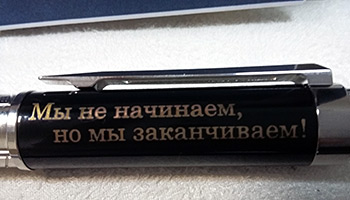 Мы не начинаем,
но мы заканчиваем!